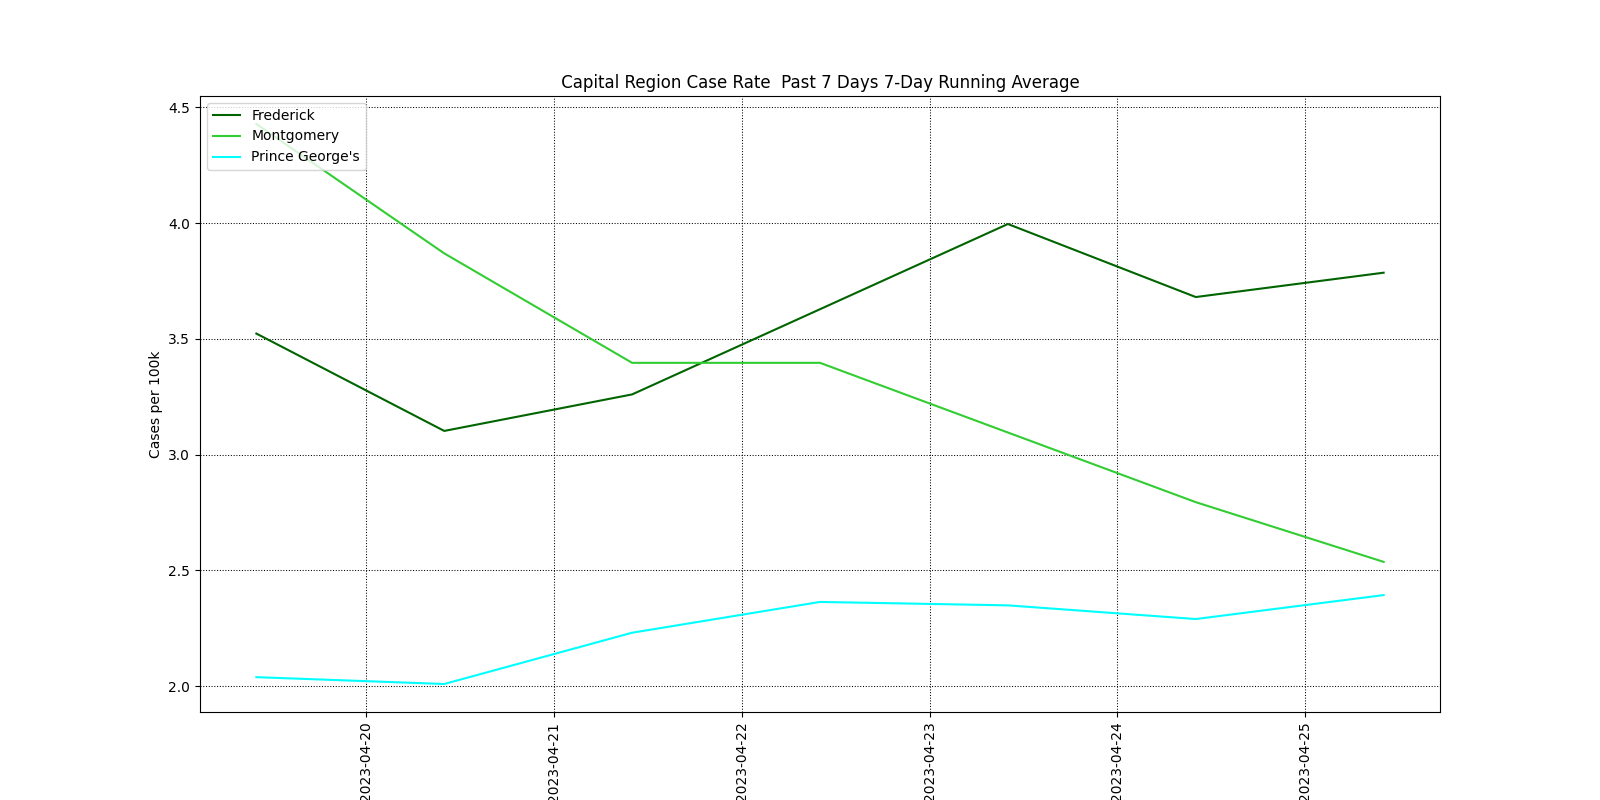 Capital Region Case Rate  Past 7 Days 7-Day Running Average
Frederick
Montgomery
Prince George's
Cases per 100k
4.5
4.0
3.5
3.0
2.5
2.0
2023-04-20
2023-04-21
2023-04-22
2023-04-23
2023-04-24
2023-04-25